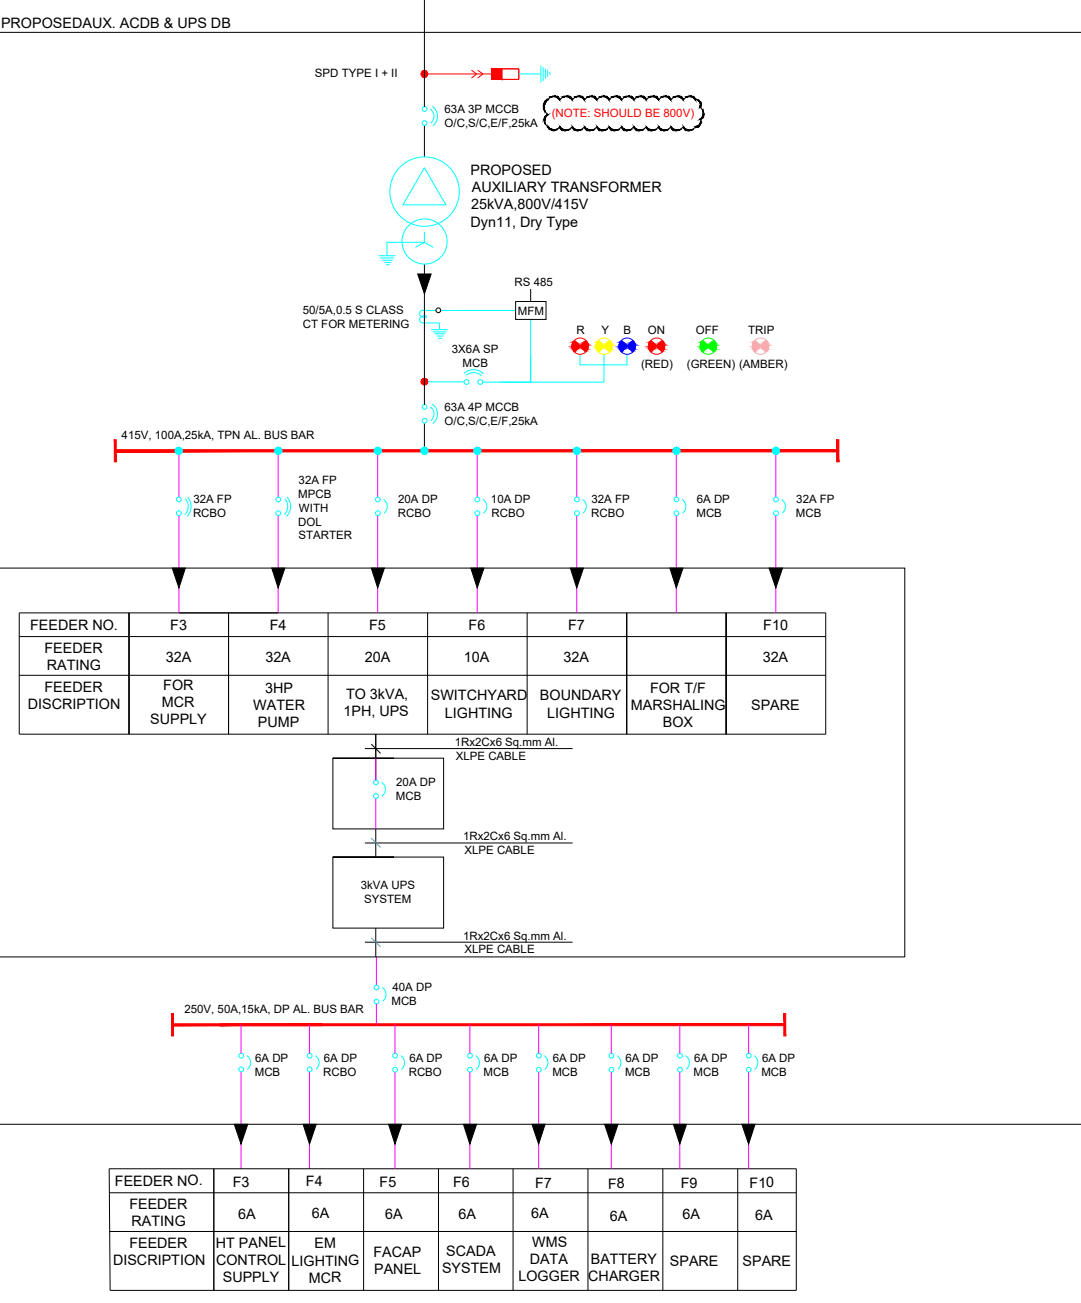 PROPOSEDAUX. ACDB & UPS DB
SPD TYPE I + II
63A 3P MCCB
O/C,S/C,E/F,25kA
(NOTE: SHOULD BE 800V)
PROPOSED
AUXILIARY TRANSFORMER
25kVA,800V/415V
Dyn11, Dry Type
RS 485
50/5A,0.5 S CLASS
CT FOR METERING
MFM
3X6A SP
MCB
R Y B ON OFF TRIP
(RED) (GREEN) (AMBER)
63A 4P MCCB
O/C,S/C,E/F,25kA
415V, 100A,25kA, TPN AL. BUS BAR
32A FP
RCBO
32A FP
MPCB
WITH
DOL
STARTER
20A DP
RCBO
10A DP
RCBO
32A FP
RCBO
6A DP
MCB
32A FP
MCB
FEEDER NO. F3 F4 F5 F6 F7 F10
FEEDER
RATING
32A 32A 20A 10A 32A 32A
FEEDER
DISCRIPTION
FOR
MCR
SUPPLY
3HP
WATER
PUMP
TO 3kVA,
1PH, UPS
SWITCHYARD
LIGHTING
BOUNDARY
LIGHTING
FOR T/F
MARSHALING
BOX
SPARE
1Rx2Cx6 Sq.mm Al.
XLPE CABLE
20A DP
MCB
1Rx2Cx6 Sq.mm Al.
XLPE CABLE
3kVA UPS
SYSTEM
1Rx2Cx6 Sq.mm Al.
XLPE CABLE
40A DP
MCB
250V, 50A,15kA, DP AL. BUS BAR
6A DP
MCB
6A DP
RCBO
6A DP
RCBO
6A DP
MCB
6A DP
MCB
6A DP
MCB
6A DP
MCB
6A DP
MCB
FEEDER NO. F3 F4 F5 F6 F7 F8 F9 F10
FEEDER
RATING
6A 6A 6A 6A 6A 6A 6A 6A
FEEDER
DISCRIPTION
HT PANEL
CONTROL
SUPPLY
EM
LIGHTING
MCR
FACAP
PANEL
SCADA
SYSTEM
WMS
DATA
LOGGER
BATTERY
CHARGER
SPARE
SPARE